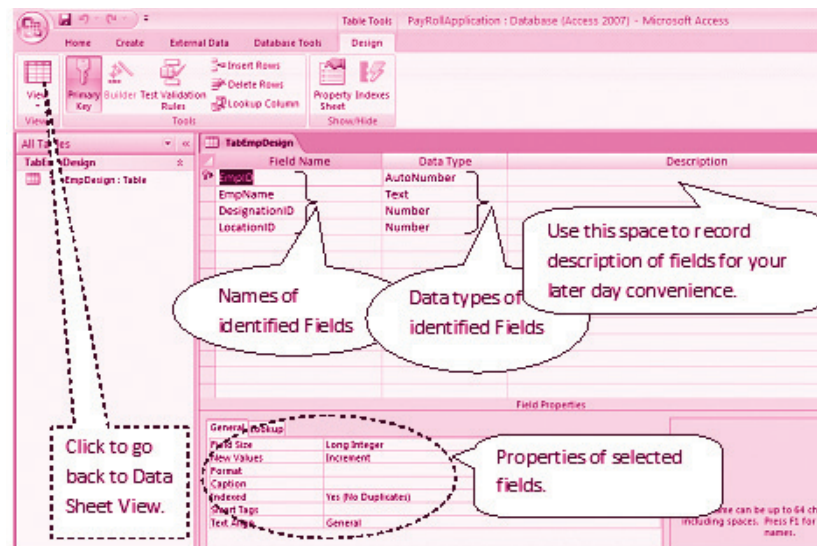 Table Tools PayRollApplication : Database (Access 2007) - Microsoft Access
Home Create External Data Database Tools Design
View
Primary Key
Builder
Test Validation Rules
Insert Rows
Delete Rows
Lookup Column
Property Sheet
Indexes
Views
Tools
Show/Hide
All Tables
TabEmpDesign
EmpDesign : Table
TabEmpDesign
Field Name Data Type Description
EmpID AutoNumber
EmpName Text
DesignationID Number
LocationID Number
Use this space to record
description of fields for your
later day convenience.
Names of
identified Fields
Data types of
identified Fields
Field Properties
General Lookup
Field Size Long Integer
New Values Increment
Format
Caption
Indexed Yes (No Duplicates)
Smart Tags
Text Align General
Properties of selected
fields.
Click to go
back to Data
Sheet View.
can be up to 64
including spaces. Press F1 for
names.